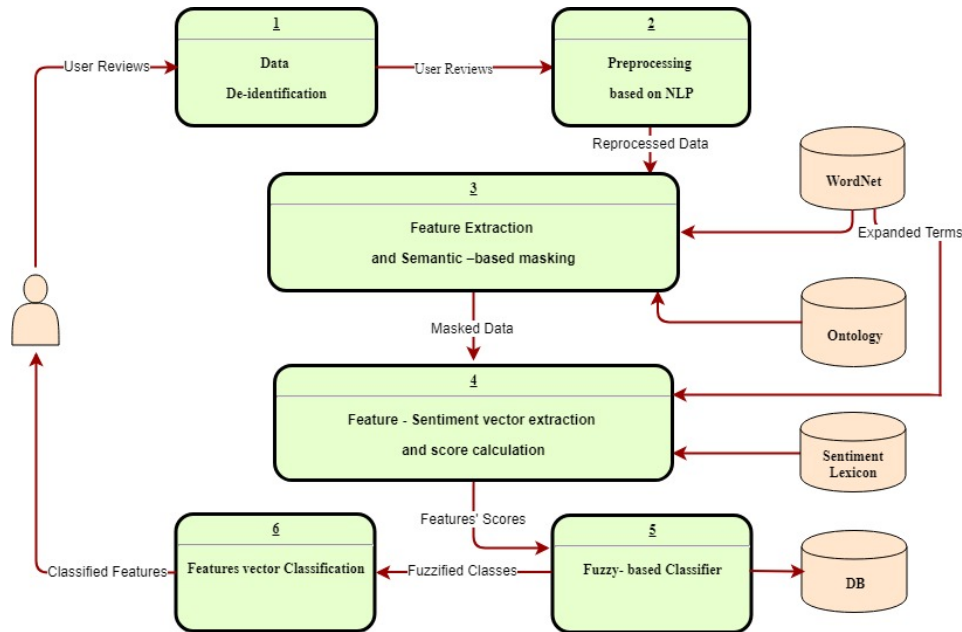 1
Data
De-identification
User Reviews
User Reviews
2
Preprocessing
based on NLP
Reprocessed Data
WordNet
Expanded Terms
3
Feature Extraction
and Semantic –based masking
Ontology
Masked Data
4
Feature - Sentiment vector extraction
and score calculation
Sentiment
Lexicon
Features' Scores
5
Fuzzy- based Classifier
DB
Fuzzified Classes
6
Features vector Classification
Classified Features